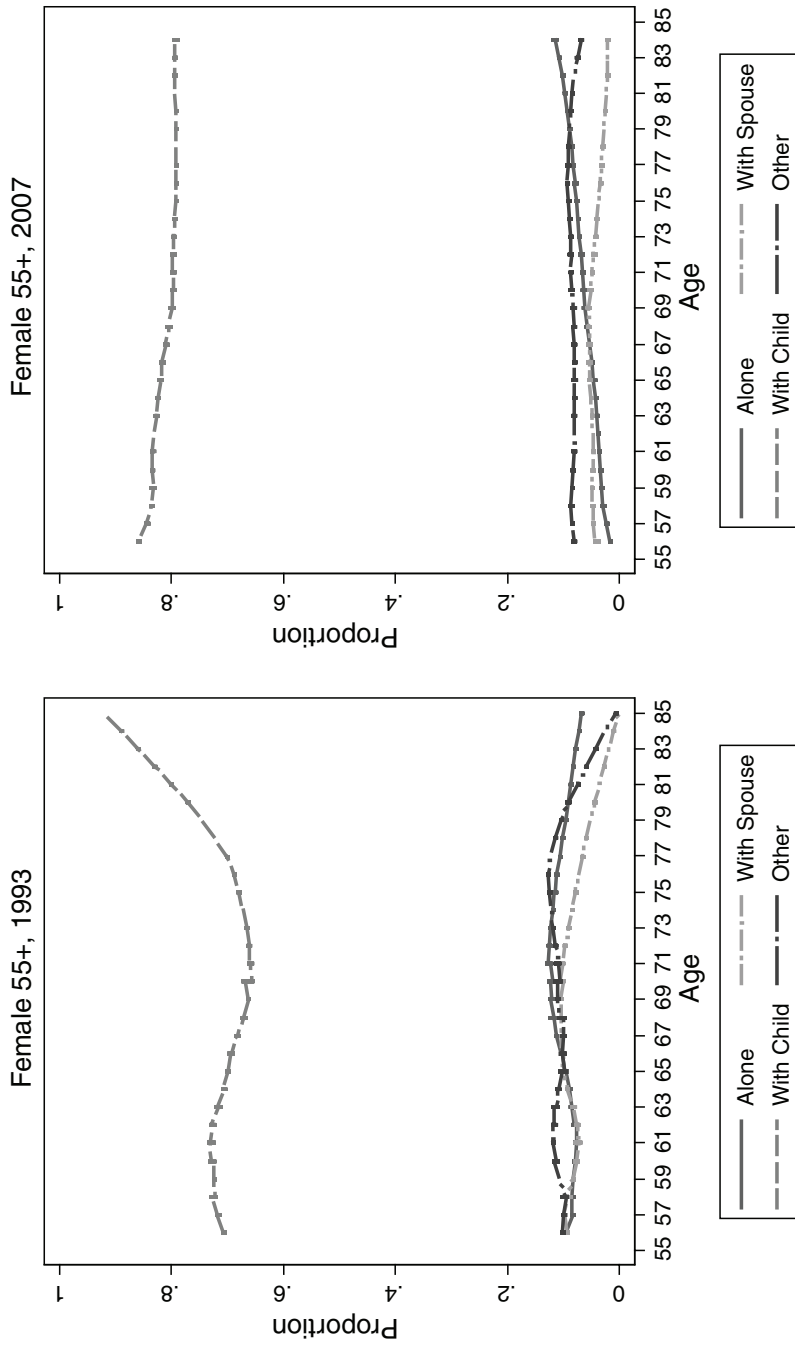 Female 55+, 1993
Proportion
1
.8
.6
.4
.2
0
55 57 59 61 63 65 67 69 71 73 75 77 79 81 83 85
Age
Alone With Spouse
With Child Other
Female 55+, 2007
Proportion
1
.8
.6
.4
.2
0
55 57 59 61 63 65 67 69 71 73 75 77 79 81 83 85
Age
Alone With Spouse
With Child Other